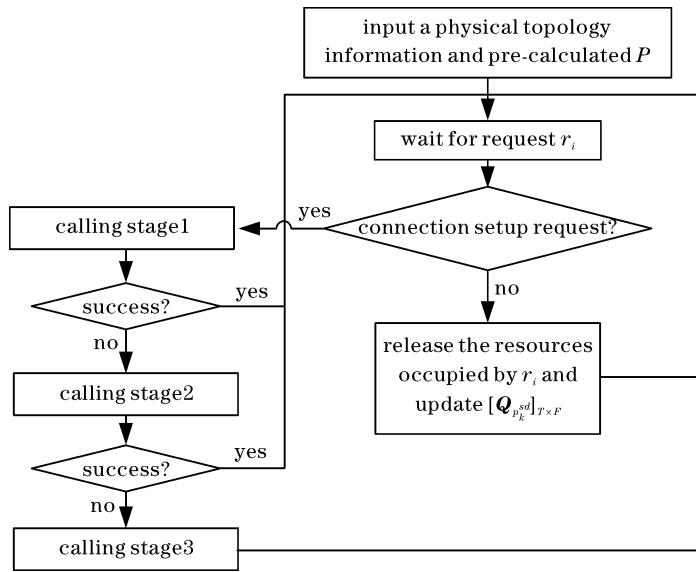 input a physical topology
information and pre-calculated P
wait for request r_i
connection setup request?
yes
no
calling stage1
success?
yes
no
calling stage2
success?
yes
no
calling stage3
release the resources
occupied by r_i and
update [Q_{p_k^{sd}}]_{T×F}